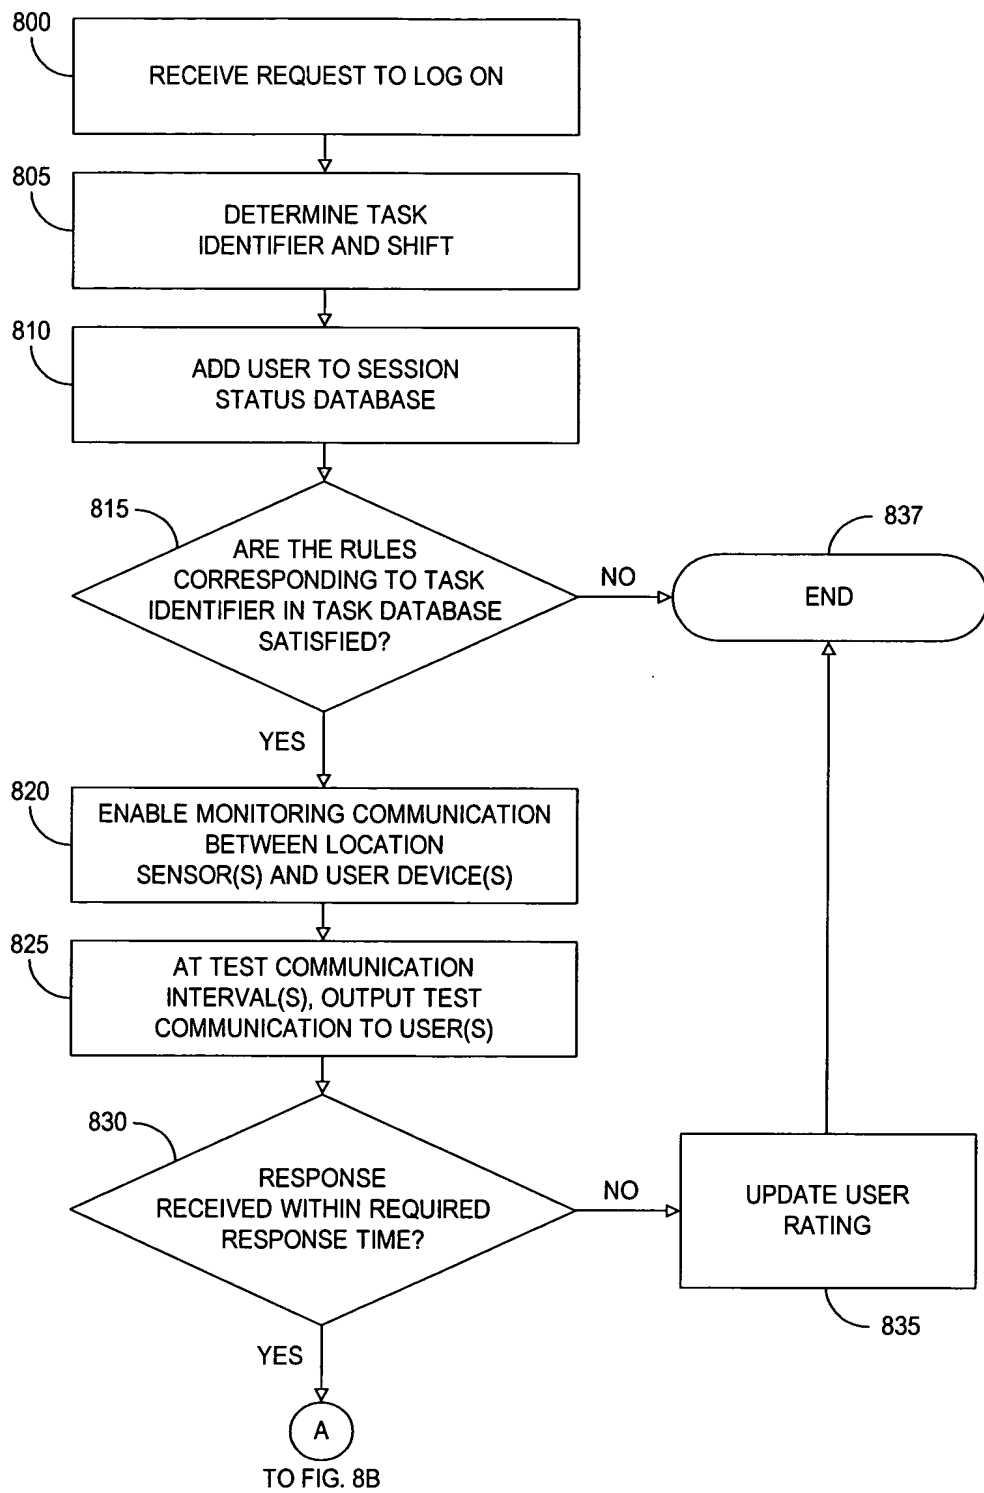 800
RECEIVE REQUEST TO LOG ON
805
DETERMINE TASK
IDENTIFIER AND SHIFT
810
ADD USER TO SESSION
STATUS DATABASE
815
ARE THE RULES
CORRESPONDING TO TASK
IDENTIFIER IN TASK DATABASE
SATISFIED?
NO
837
END
YES
820
ENABLE MONITORING COMMUNICATION
BETWEEN LOCATION
SENSOR(S) AND USER DEVICE(S)
825
AT TEST COMMUNICATION
INTERVAL(S), OUTPUT TEST
COMMUNICATION TO USER(S)
830
RESPONSE
RECEIVED WITHIN REQUIRED
RESPONSE TIME?
NO
UPDATE USER
RATING
835
YES
A
TO FIG. 8B